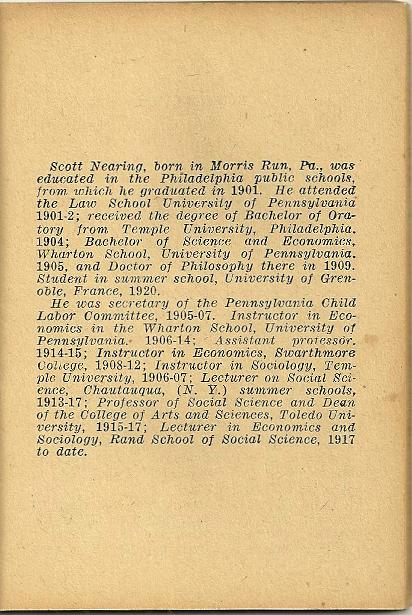 Scott Nearing, born in Morris Run, Pa., was
educated in the Philadelphia public schools,
from which he graduated in 1901. He attended
the Law School University of Pennsylvania
1901-2; received the degree of Bachelor of Ora-
tory from Temple University, Philadelphia.
1904; Bachelor of Science and Economics,
Wharton School, University of Pennsylvania.
1905, and Doctor of Philosophy there in 1909.
Student in summer school, University of Gren-
oble, France, 1920.
He was secretary of the Pennsylvania Child
Labor Committee, 1905-07. Instructor in Eco-
nomics in the Wharton School, University of
Pennsylvania. 1906-14; Assistant professor.
1914-15; Instructor in Economics, Swarthmore
College, 1908-12; Instructor in Sociology, Tem-
ple University, 1906-07; Lecturer on Social Sci-
ence, Chautauqua, (N. Y.) summer schools,
1913-17; Professor of Social Science and Dean
of the College of Arts and Sciences, Toledo Uni-
versity, 1915-17; Lecturer in Economics and
Sociology, Rand School of Social Science, 1917
to date.